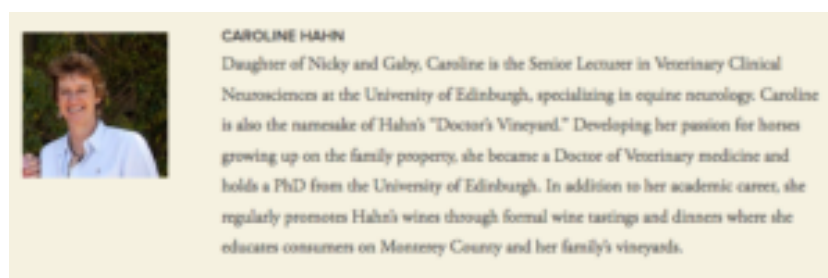 CAROLINE HAHN
Daughter of Nicky and Gaby, Caroline is the Senior Lecturer in Veterinary Clinical
Neurosciences at the University of Edinburgh, specializing in equine neurology. Caroline
is also the namesake of Hahn's "Doctor's Vineyard." Developing her passion for horses
growing up on the family property, she became a Doctor of Veterinary medicine and
holds a PhD from the University of Edinburgh. In addition to her academic career, she
regularly promotes Hahn's wines through formal wine tastings and dinners where she
educates consumers on Monterey County and her family's vineyards.